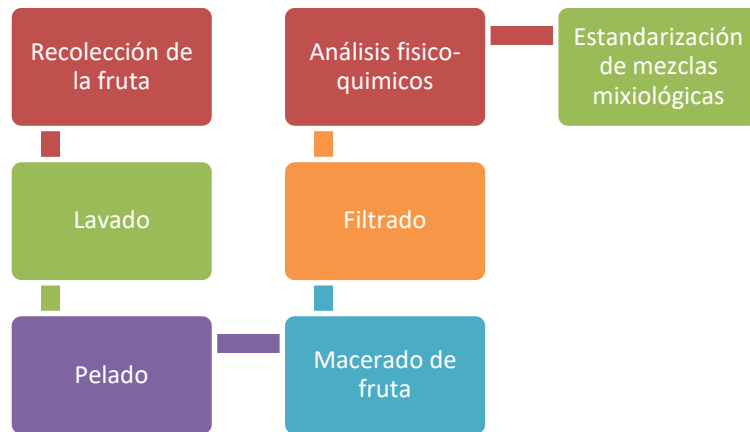 Recolección de
la fruta
Lavado
Pelado
Macerado de
fruta
Filtrado
Análisis fisico-
quimicos
Estandarización
de mezclas
mixiológicas